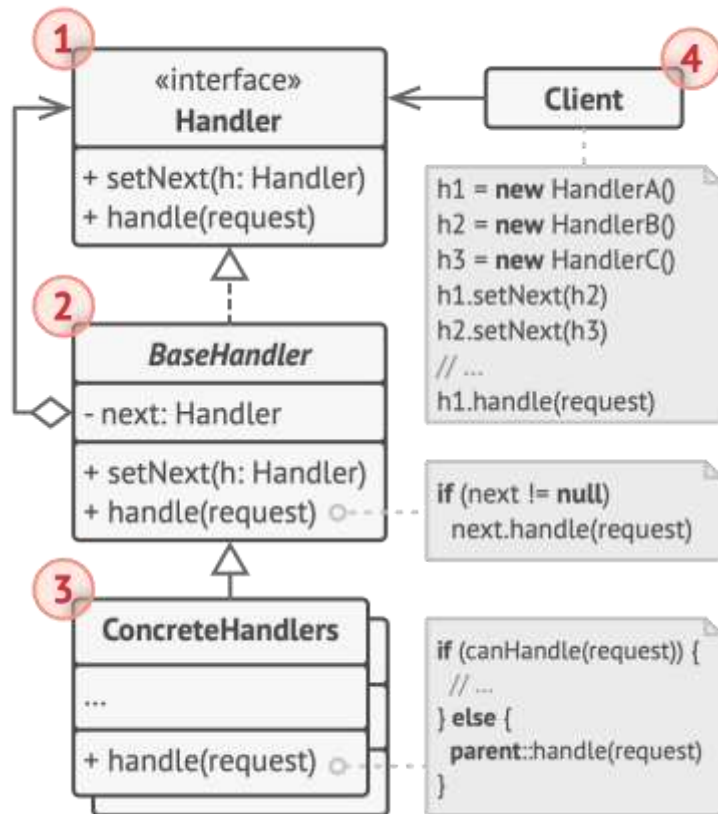 1
«interface»
Handler
+ setNext(h: Handler)
+ handle(request)
2
BaseHandler
- next: Handler
+ setNext(h: Handler)
+ handle(request)
3
ConcreteHandlers
...
+ handle(request)
4
Client
h1 = new HandlerA()
h2 = new HandlerB()
h3 = new HandlerC()
h1.setNext(h2)
h2.setNext(h3)
// ...
h1.handle(request)
if (next != null)
next.handle(request)
if (canHandle(request)) {
// ...
} else {
parent::handle(request)
}